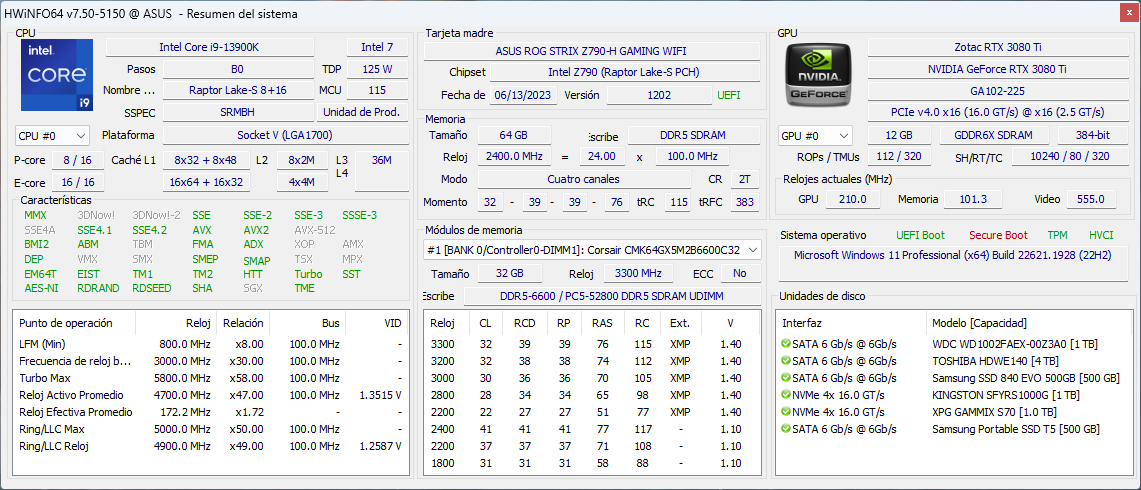 HWiNFO64 v7.50-5150 @ ASUS - Resumen del sistema
CPU
intel
CORE
i9
Intel Core i9-13900K Intel 7
Pasos B0 TDP 125 W
Nombre ... Raptor Lake-S 8+16 MCU 115
SSPEC SRMBH Unidad de Prod.
CPU #0 Plataforma Socket V (LGA1700)
P-core 8 / 16 Caché L1 8x32 + 8x48 L2 8x2M L3 36M
L4
E-core 16 / 16 16x64 + 16x32 4x4M
Características
MMX 3DNow! 3DNow!-2 SSE SSE-2 SSE-3 SSSE-3
SSE4A SSE4.1 SSE4.2 AVX AVX2 AVX-512
BMI2 ABM TBM FMA ADX XOP AMX
DEP VMX SMX SMEP SMAP TSX MPX
EM64T EIST TM1 TM2 HTT Turbo SST
AES-NI RDRAND RDSEED SHA SGX TME
Punto de operación Reloj Relación Bus VID
LFM (Min) 800.0 MHz x8.00 100.0 MHz -
Frecuencia de reloj b... 3000.0 MHz x30.00 100.0 MHz -
Turbo Max 5800.0 MHz x58.00 100.0 MHz -
Reloj Activo Promedio 4700.0 MHz x47.00 100.0 MHz 1.3515 V
Reloj Efectiva Promedio 172.2 MHz x1.72 - -
Ring/LLC Max 5000.0 MHz x50.00 100.0 MHz -
Ring/LLC Reloj 4900.0 MHz x49.00 100.0 MHz 1.2587 V
Tarjeta madre
ASUS ROG STRIX Z790-H GAMING WIFI
Chipset Intel Z790 (Raptor Lake-S PCH)
Fecha de 06/13/2023 Versión 1202 UEFI
Memoria
Tamaño 64 GB Escribe DDR5 SDRAM
Reloj 2400.0 MHz = 24.00 x 100.0 MHz
Modo Cuatro canales CR 2T
Momento 32 - 39 - 39 - 76 tRC 115 tRFC 383
Módulos de memoria
#1 [BANK 0/Controller0-DIMM1]: Corsair CMK64GX5M2B6600C32
Tamaño 32 GB Reloj 3300 MHz ECC No
Escribe DDR5-6600 / PC5-52800 DDR5 SDRAM UDIMM
Reloj CL RCD RP RAS RC Ext. V
3300 32 39 39 76 115 XMP 1.40
3200 32 38 38 74 112 XMP 1.40
3000 30 36 36 70 105 XMP 1.40
2800 28 34 34 65 98 XMP 1.40
2200 22 27 27 51 77 XMP 1.40
2400 41 41 41 77 117 - 1.10
2200 37 37 37 71 108 - 1.10
1800 31 31 31 58 88 - 1.10
GPU
NVIDIA
GEFORCE
Zotac RTX 3080 Ti
NVIDIA GeForce RTX 3080 Ti
GA102-225
PCIe v4.0 x16 (16.0 GT/s) @ x16 (2.5 GT/s)
GPU #0 12 GB GDDR6X SDRAM 384-bit
ROPs / TMUs 112 / 320 SH/RT/TC 10240 / 80 / 320
Relojes actuales (MHz)
GPU 210.0 Memoria 101.3 Video 555.0
Sistema operativo UEFI Boot Secure Boot TPM HVCI
Microsoft Windows 11 Professional (x64) Build 22621.1928 (22H2)
Unidades de disco
Interfaz Modelo [Capacidad]
SATA 6 Gb/s @ 6Gb/s WDC WD1002FAEX-00Z3A0 [1 TB]
SATA 6 Gb/s @ 6Gb/s TOSHIBA HDWE140 [4 TB]
SATA 6 Gb/s @ 6Gb/s Samsung SSD 840 EVO 500GB [500 GB]
NVMe 4x 16.0 GT/s KINGSTON SFYRS1000G [1 TB]
NVMe 4x 16.0 GT/s XPG GAMMIX S70 [1.0 TB]
SATA 6 Gb/s @ 6Gb/s Samsung Portable SSD T5 [500 GB]